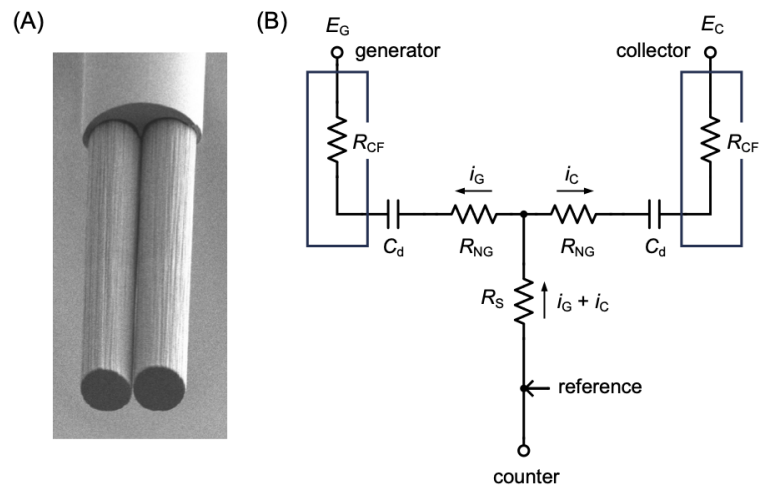 (A)
(B)
E_G
generator
collector
E_C
R_CF
R_CF
i_G
i_C
C_d
R_NG
R_NG
C_d
R_S
i_G + i_C
reference
counter